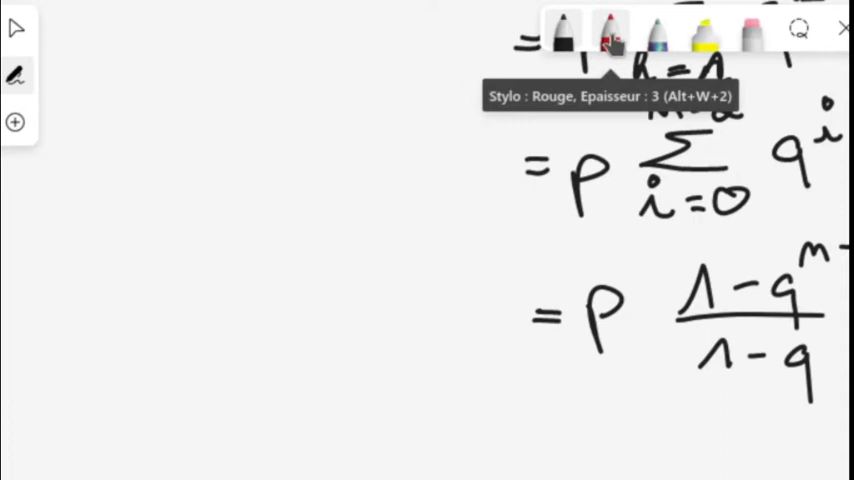 =
k = 1
Stylo : Rouge, Epaisseur : 3 (Alt+W+2)
= p ∑ q^i
i = 0
= p (1 - q^{m-}) / (1 - q)